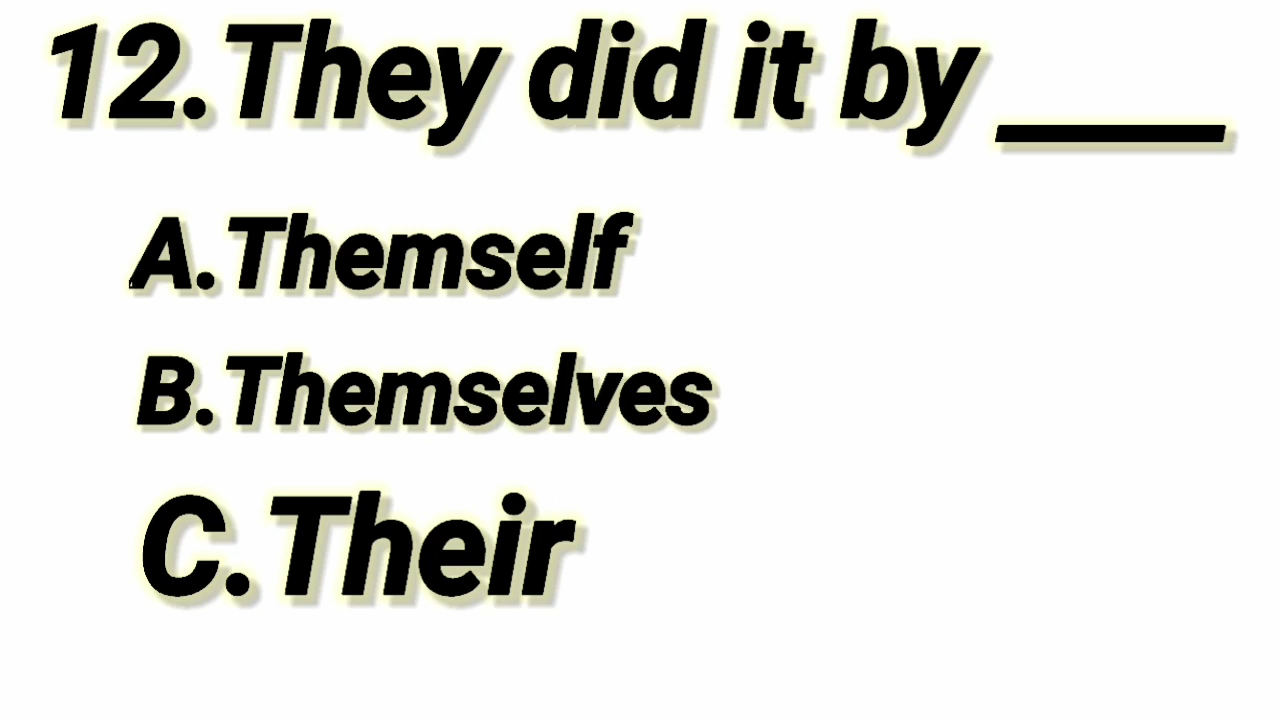 12.They did it by ____
A.Themself
B.Themselves
C.Their